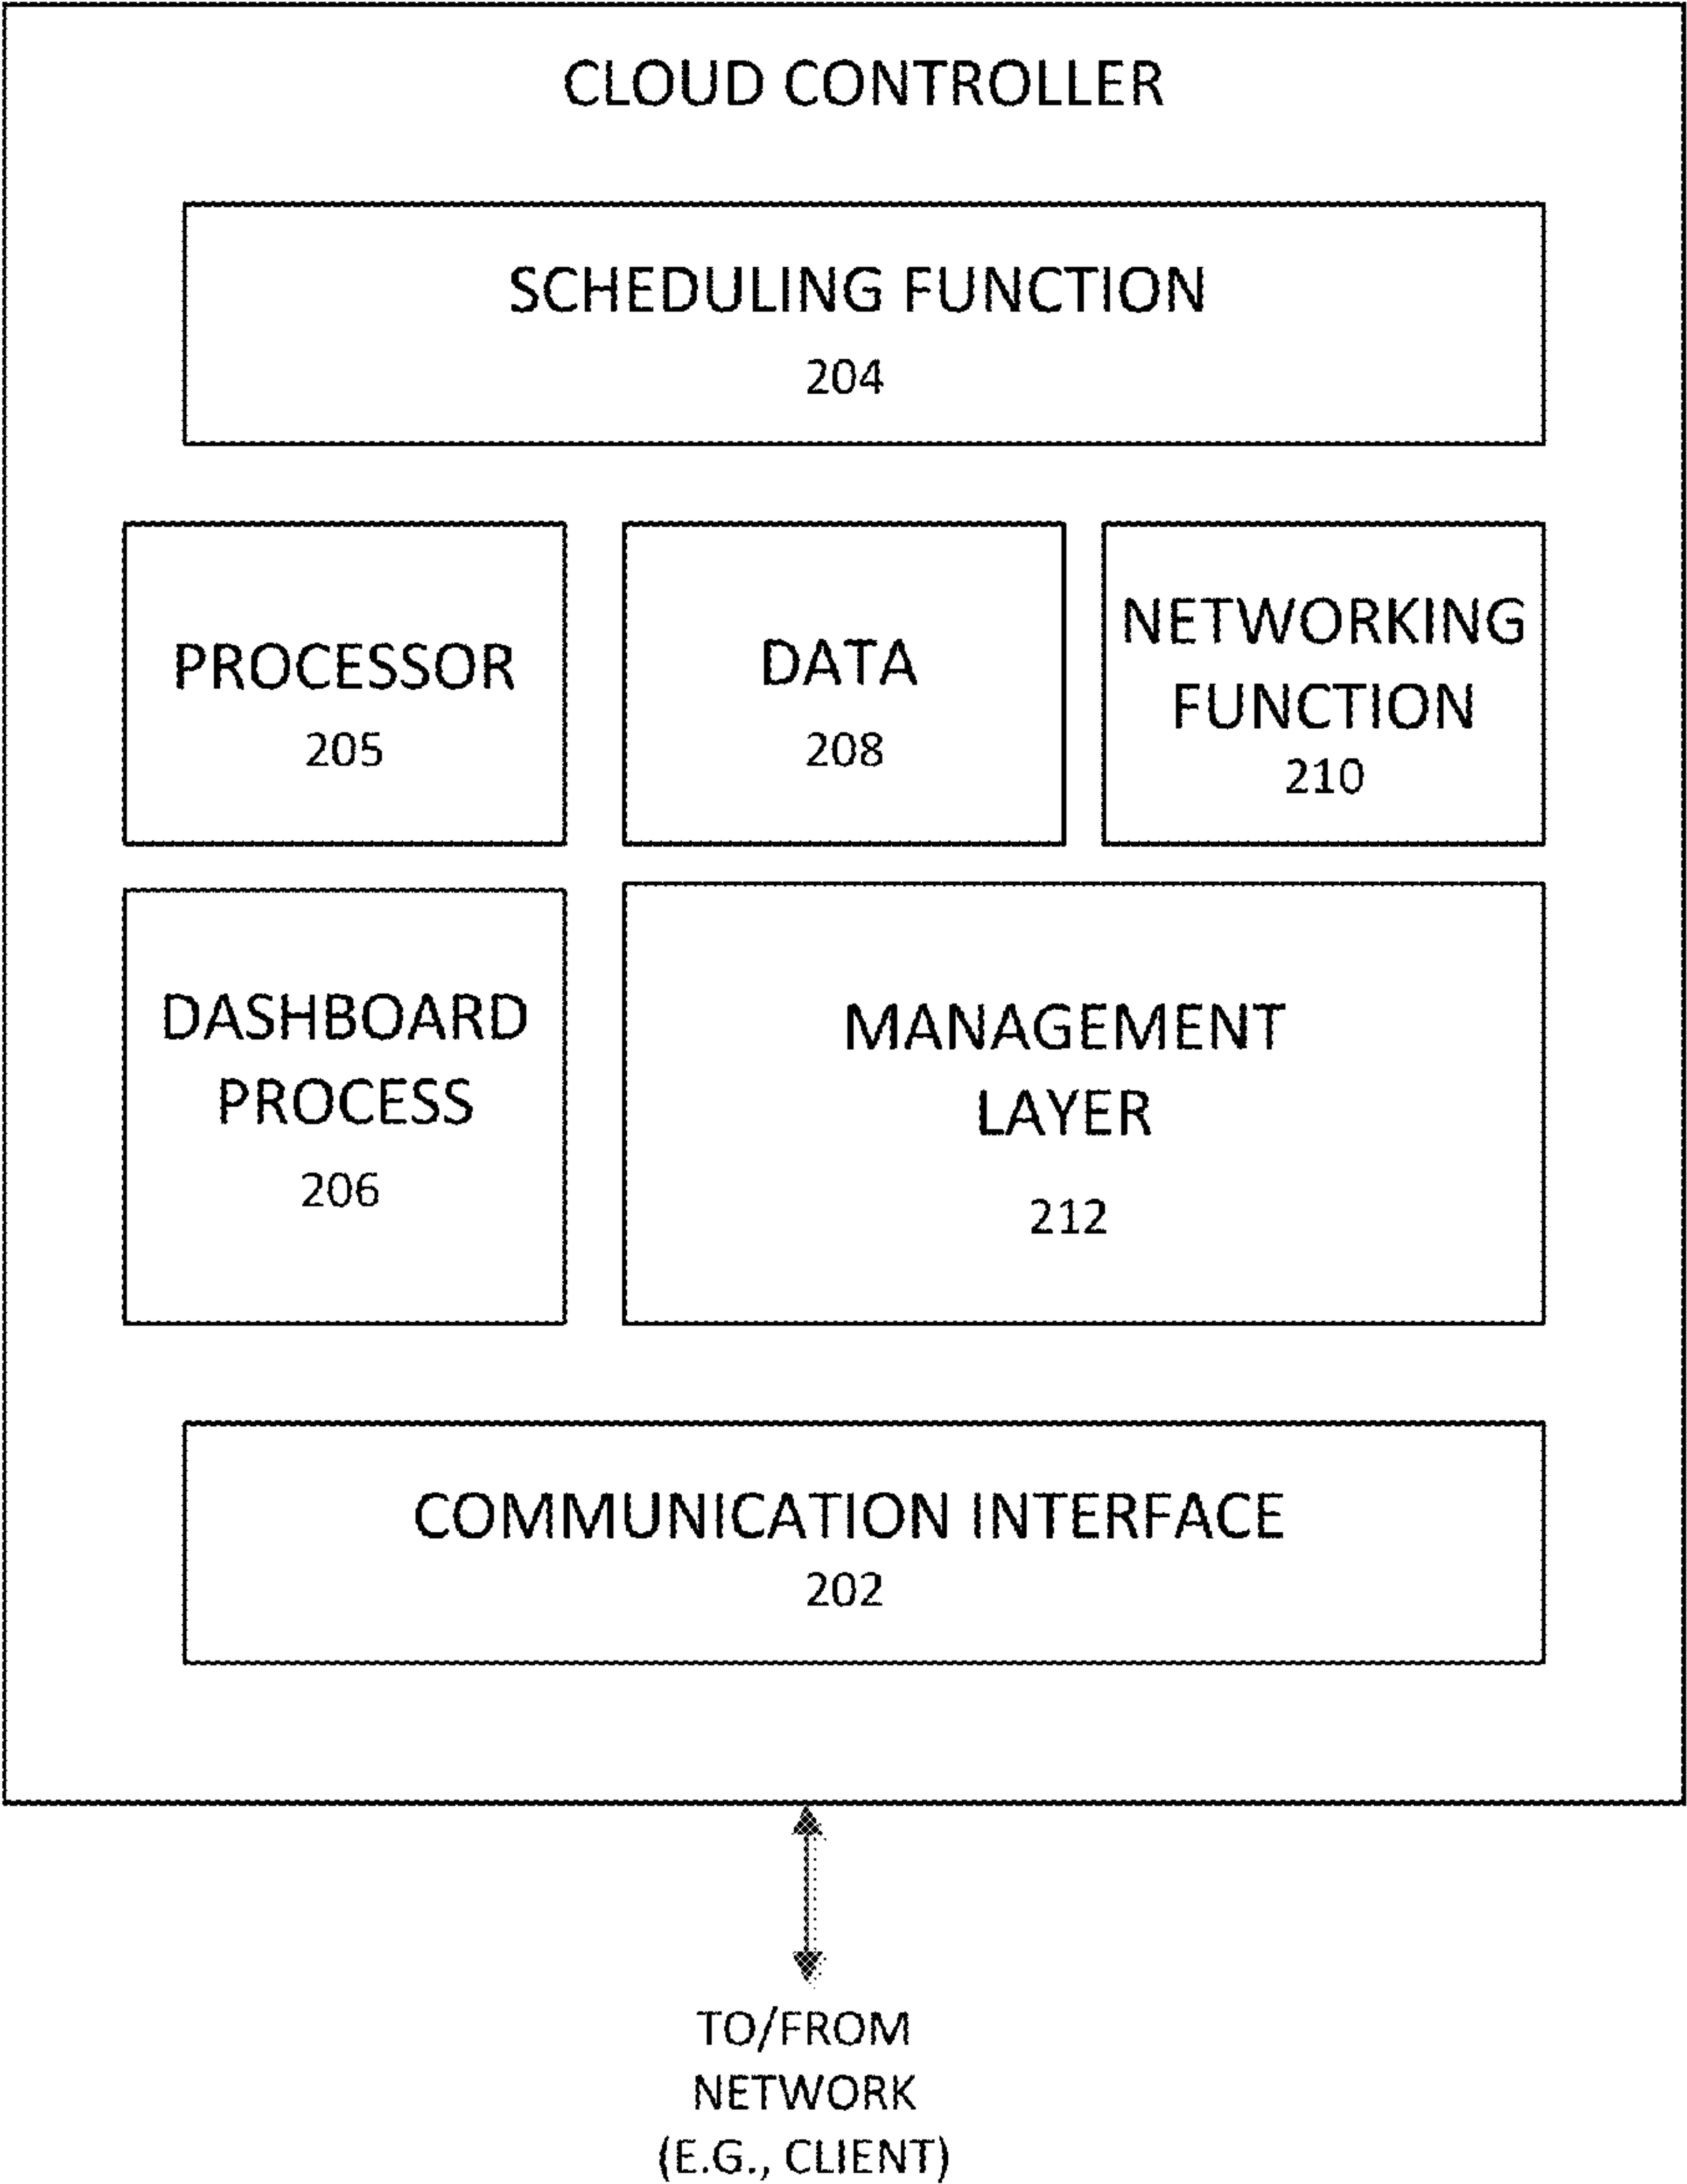 CLOUD CONTROLLER
SCHEDULING FUNCTION
204
PROCESSOR
205
DATA
208
NETWORKING
FUNCTION
210
DASHBOARD
PROCESS
206
MANAGEMENT
LAYER
212
COMMUNICATION INTERFACE
202
TO/FROM
NETWORK
(E.G., CLIENT)